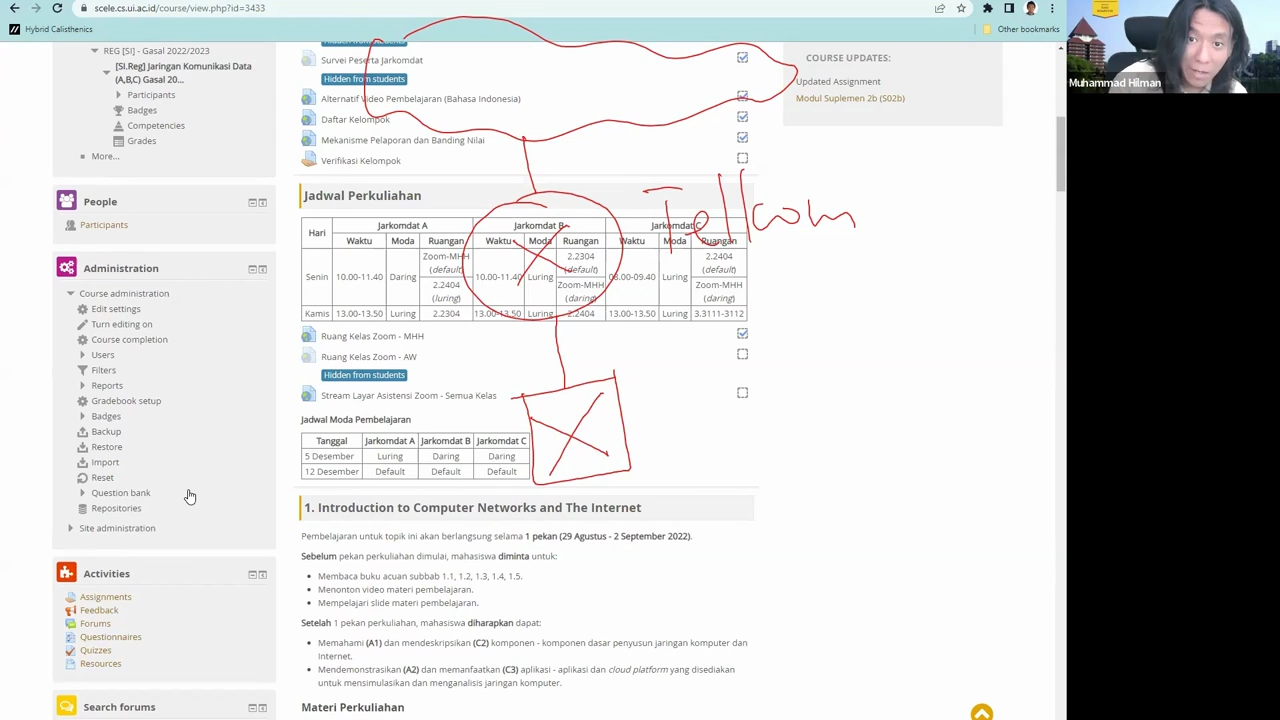 scele.cs.ui.ac.id/course/view.php?id=3433
Hybrid Calisthenics
Other bookmarks
REG [SI] - Gasal 2022/2023
[SI.Reg] Jaringan Komunikasi Data
(A,B,C) Gasal 20...
Participants
Badges
Competencies
Grades
More...
People
Participants
Administration
Course administration
Edit settings
Turn editing on
Course completion
Users
Filters
Reports
Gradebook setup
Badges
Backup
Restore
Import
Reset
Question bank
Repositories
Site administration
Activities
Assignments
Feedback
Forums
Questionnaires
Quizzes
Resources
Search forums
Survei Peserta Jarkomdat
Hidden from students
Alternatif Video Pembelajaran (Bahasa Indonesia)
Daftar Kelompok
Mekanisme Pelaporan dan Banding Nilai
Verifikasi Kelompok
Jadwal Perkuliahan
Tellcom
Hari Jarkomdat A Jarkomdat B Jarkomdat C
Waktu Moda Ruangan Waktu Moda Ruangan Waktu Moda Ruangan
Senin 10.00-11.40 Daring Zoom-MHH (default) 2.2404 (luring) 10.00-11.40 Luring 2.2304 (default) Zoom-MHH (daring) 08.00-09.40 Luring 2.2404 (default) Zoom-MHH (daring)
Kamis 13.00-13.50 Luring 2.2304 13.00-13.50 Luring 2.2404 13.00-13.50 Luring 3.3111-3112
Ruang Kelas Zoom - MHH
Ruang Kelas Zoom - AW
Hidden from students
Stream Layar Asistensi Zoom - Semua Kelas
Jadwal Moda Pembelajaran
Tanggal Jarkomdat A Jarkomdat B Jarkomdat C
5 Desember Luring Daring Daring
12 Desember Default Default Default
1. Introduction to Computer Networks and The Internet
Pembelajaran untuk topik ini akan berlangsung selama 1 pekan (29 Agustus - 2 September 2022).
Sebelum pekan perkuliahan dimulai, mahasiswa diminta untuk:
Membaca buku acuan subbab 1.1, 1.2, 1.3, 1.4, 1.5.
Menonton video materi pembelajaran.
Mempelajari slide materi pembelajaran.
Setelah 1 pekan perkuliahan, mahasiswa diharapkan dapat:
Memahami (A1) dan mendeskripsikan (C2) komponen - komponen dasar penyusun jaringan komputer dan
Internet.
Mendemonstrasikan (A2) dan memanfaatkan (C3) aplikasi - aplikasi dan cloud platform yang disediakan
untuk mensimulasikan dan menganalisis jaringan komputer.
Materi Perkuliahan
COURSE UPDATES:
Updated Assignment
Modul Suplemen 2b (S02b)
Muhammad Hilman